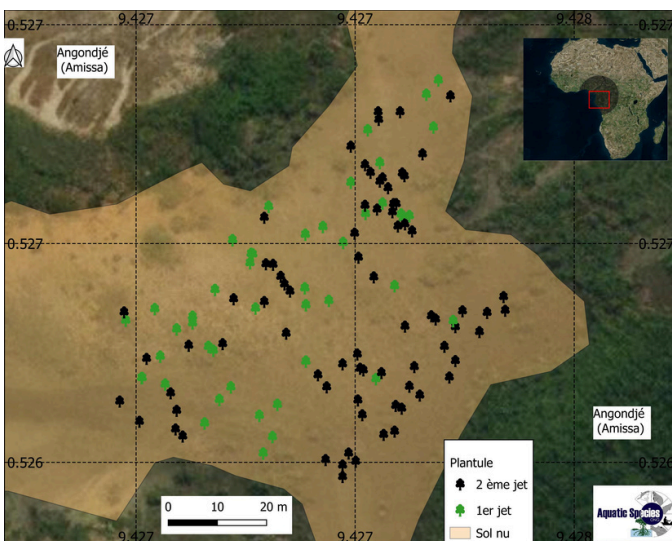 9.427 9.427 9.428
0.527
Angondjé
(Amissa)
0.527
0.526
Angondjé
(Amissa)
0.527
0.527
0.526
Plantule
2 ème jet
1er jet
Sol nu
0 10 20 m
Aquatic Species
9.427 9.427 9.428